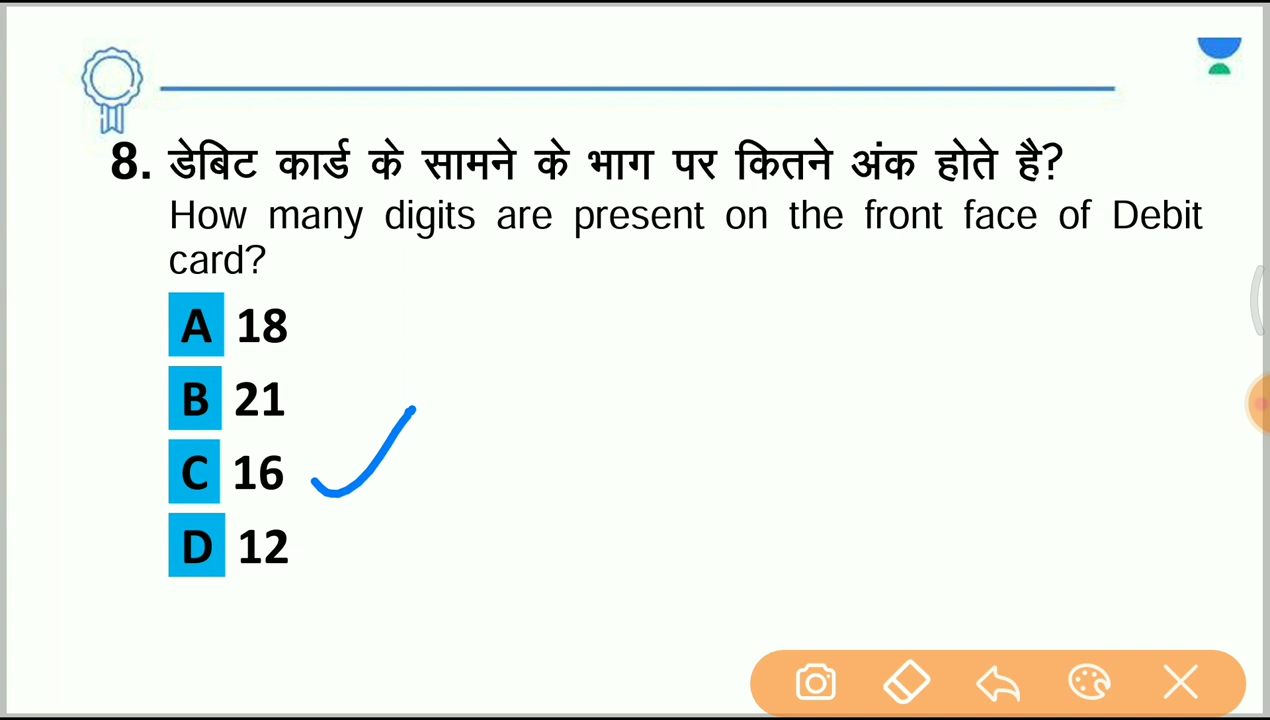 8. डेबिट कार्ड के सामने के भाग पर कितने अंक होते है?
How many digits are present on the front face of Debit
card?
A 18
B 21
C 16
D 12